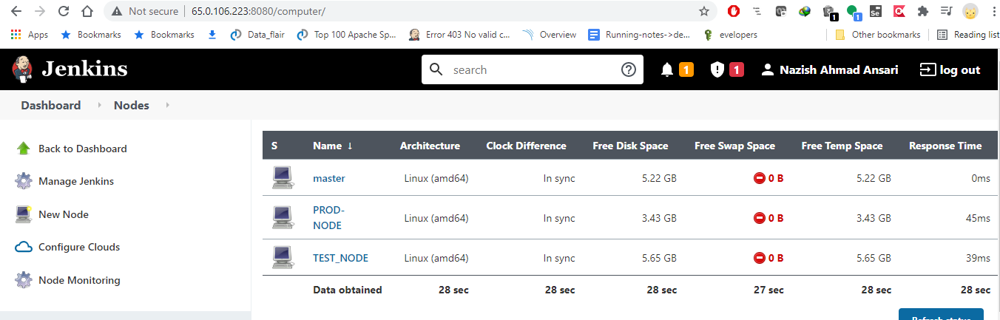 Not secure | 65.0.106.223:8080/computer/
1 1 Se
Apps Bookmarks Bookmarks Data_flair Top 100 Apache Sp... Error 403 No valid c... Overview Running-notes->de... evelopers Other bookmarks Reading list
Jenkins search 1 1 Nazish Ahmad Ansari log out
Dashboard Nodes
Back to Dashboard
Manage Jenkins
New Node
Configure Clouds
Node Monitoring
S Name ↓ Architecture Clock Difference Free Disk Space Free Swap Space Free Temp Space Response Time
master Linux (amd64) In sync 5.22 GB 0 B 5.22 GB 0ms
PROD-
NODE Linux (amd64) In sync 3.43 GB 0 B 3.43 GB 45ms
TEST_NODE Linux (amd64) In sync 5.65 GB 0 B 5.65 GB 39ms
Data obtained 28 sec 28 sec 28 sec 27 sec 28 sec 28 sec
Refresh status